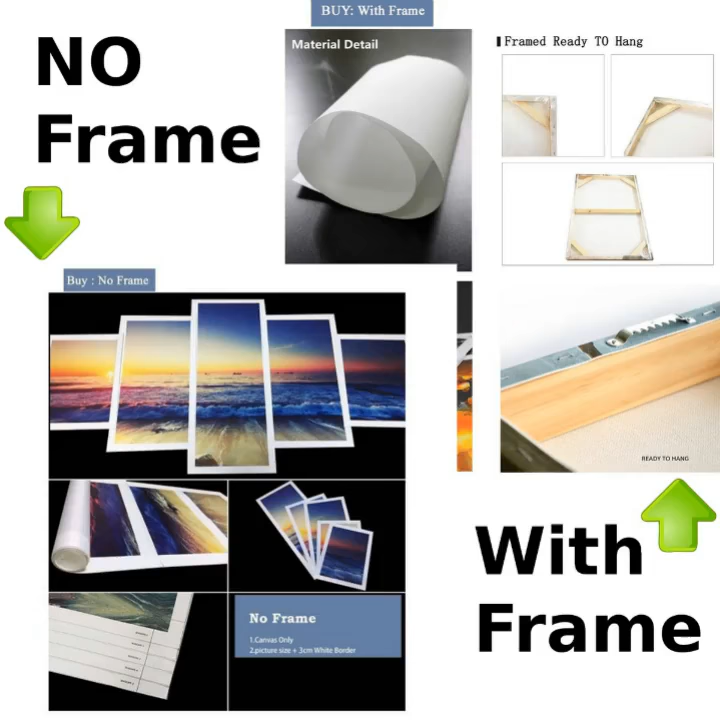 BUY: With Frame
NO
Frame
Material Detail
Framed Ready TO Hang
Buy : No Frame
READY TO HANG
With
Frame
No Frame
1.Canvas Only
2.picture size + 3cm White Border